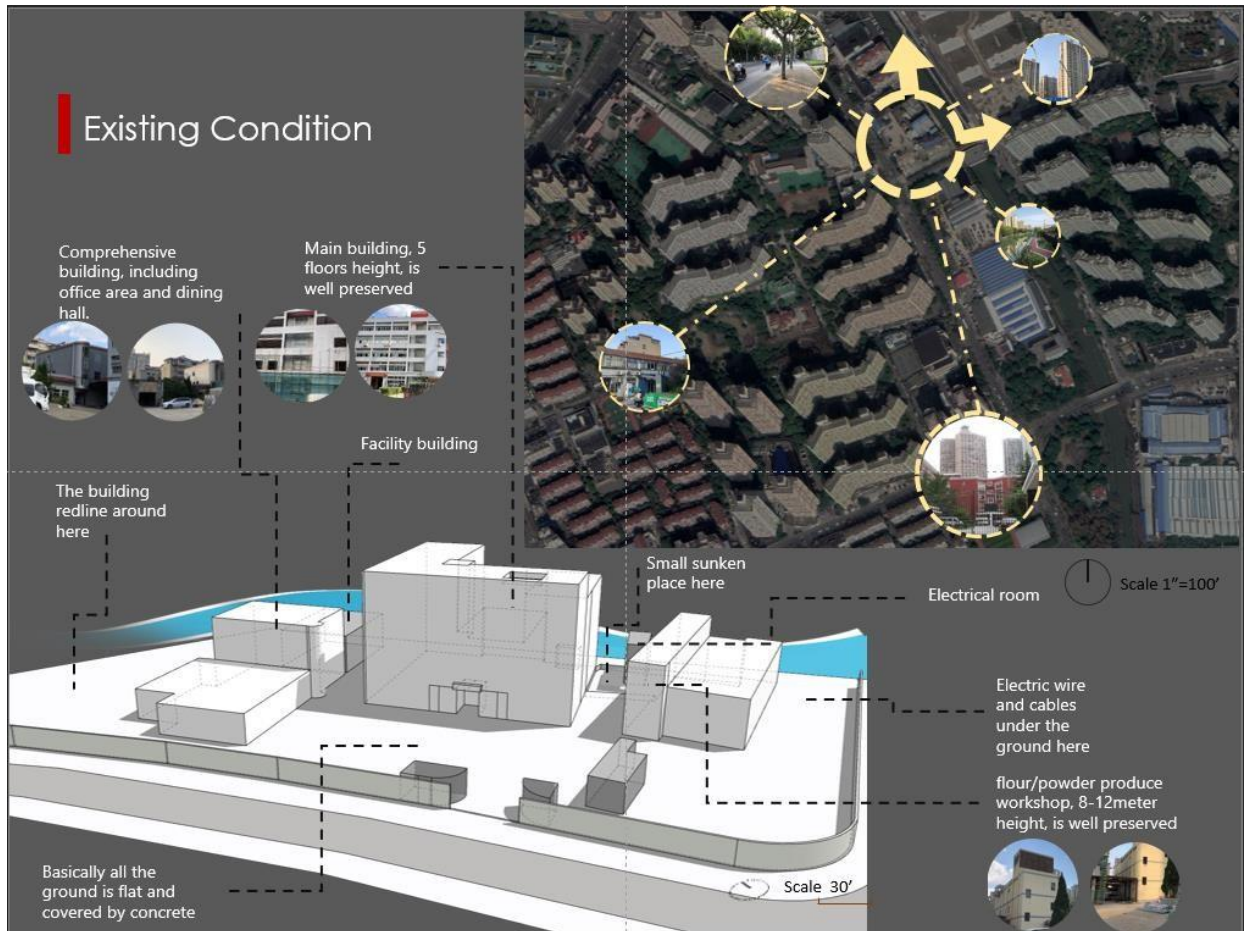 Existing Condition
Comprehensive
building, including
office area and dining
hall.
Main building, 5
floors height, is
well preserved
Facility building
The building
redline around
here
Small sunken
place here
Electrical room
Scale 1"=100'
Electric wire
and cables
under the
ground here
flour/powder produce
workshop, 8-12meter
height, is well preserved
Basically all the
ground is flat and
covered by concrete
Scale 30'